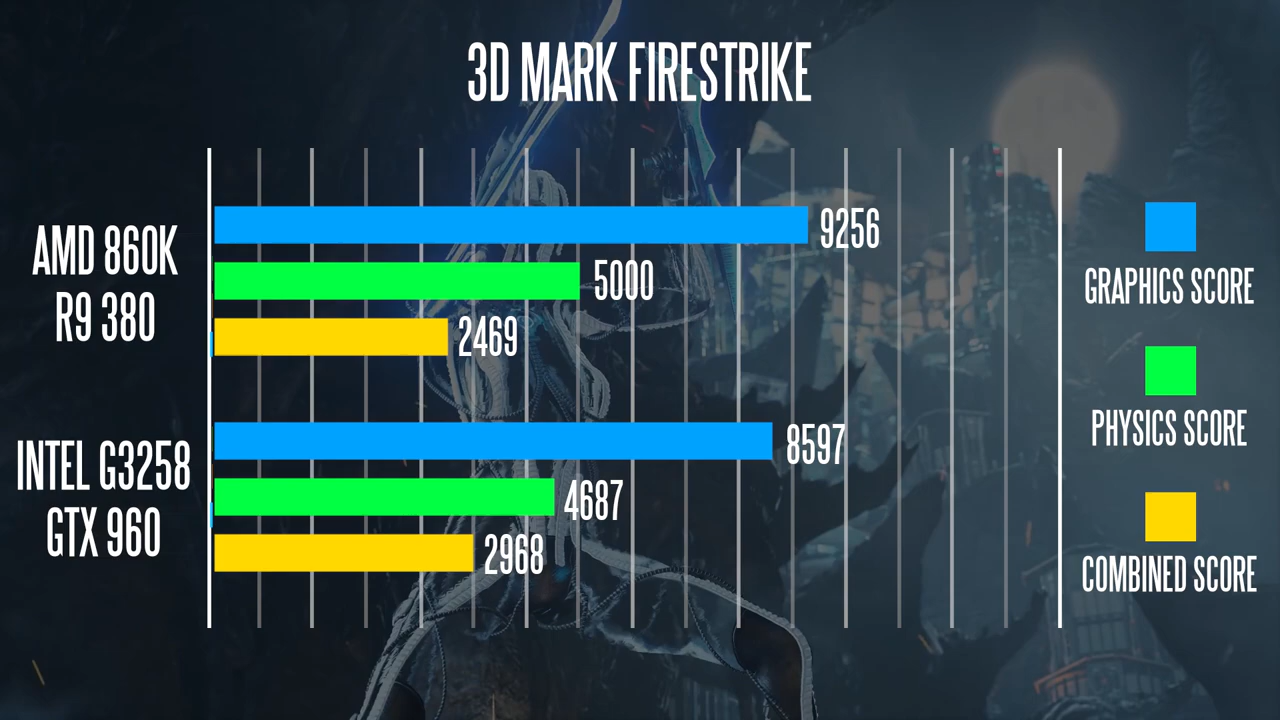 3D MARK FIRESTRIKE
AMD 860K
R9 380
9256
5000
2469
INTEL G3258
GTX 960
8597
4687
2968
GRAPHICS SCORE
PHYSICS SCORE
COMBINED SCORE